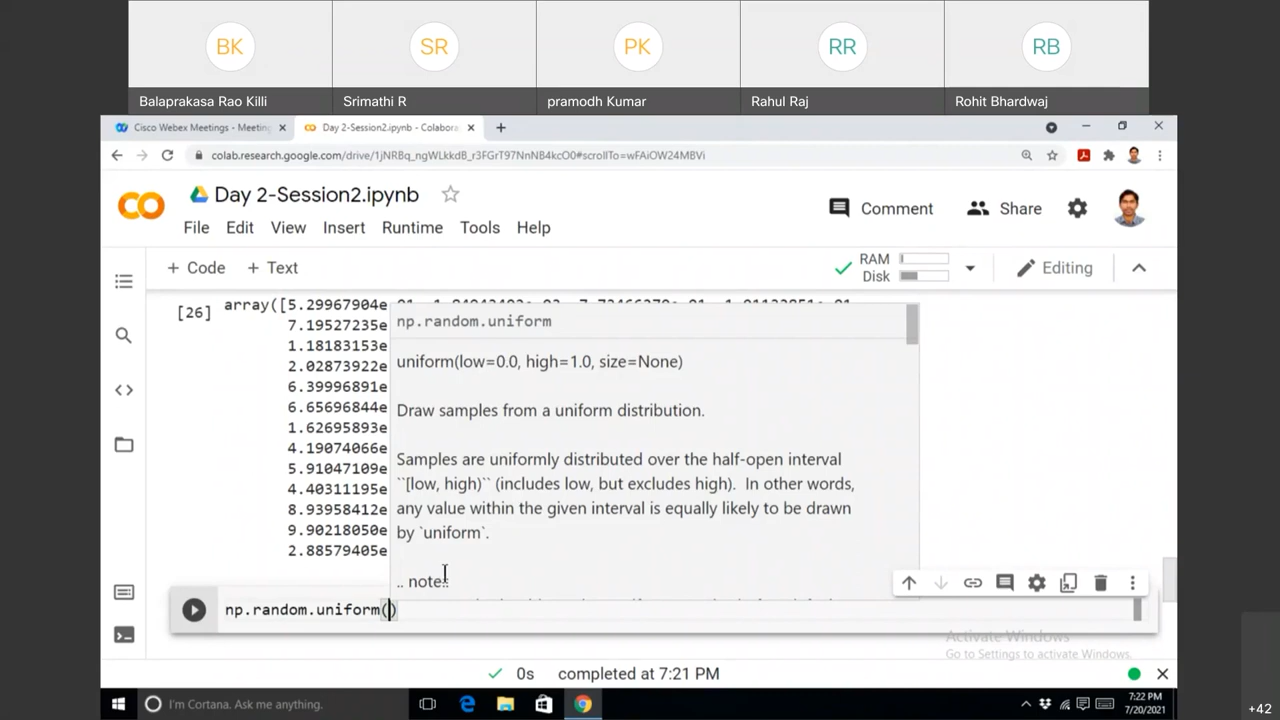 BK
SR
PK
RR
RB
Balaprakasa Rao Killi
Srimathi R
pramodh Kumar
Rahul Raj
Rohit Bhardwaj
Cisco Webex Meetings - Meeting
Day 2-Session2.ipynb - Colabora
colab.research.google.com/drive/1jNRBq_ngWLkkdB_r3FGrT97NnNB4kcO0#scrollTo=wFAiOW24MBVi
CO
Day 2-Session2.ipynb
Comment
Share
File Edit View Insert Runtime Tools Help
+ Code + Text
RAM
Disk
Editing
[26]
array([5.29967904e
7.19527235e
1.18183153e
2.02873922e
6.39996891e
6.65696844e
1.62695893e
4.19074066e
5.91047109e
4.40311195e
8.93958412e
9.90218050e
2.88579405e
np.random.uniform
uniform(low=0.0, high=1.0, size=None)
Draw samples from a uniform distribution.
Samples are uniformly distributed over the half-open interval
``[low, high)`` (includes low, but excludes high). In other words,
any value within the given interval is equally likely to be drawn
by `uniform`.
.. note::
np.random.uniform()
Activate Windows
Go to Settings to activate Windows.
0s completed at 7:21 PM
I'm Cortana. Ask me anything.
7:22 PM
7/20/2021
+42